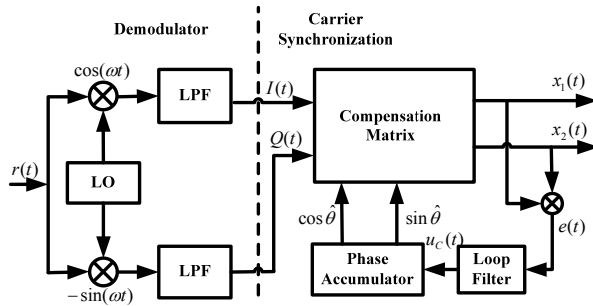 Demodulator
Carrier
Synchronization
cos(ωt)
LPF
I(t)
Compensation
Matrix
x₁(t)
x₂(t)
Q(t)
r(t)
LO
cos θ̂
sin θ̂
e(t)
u_C(t)
−sin(ωt)
LPF
Phase
Accumulator
Loop
Filter